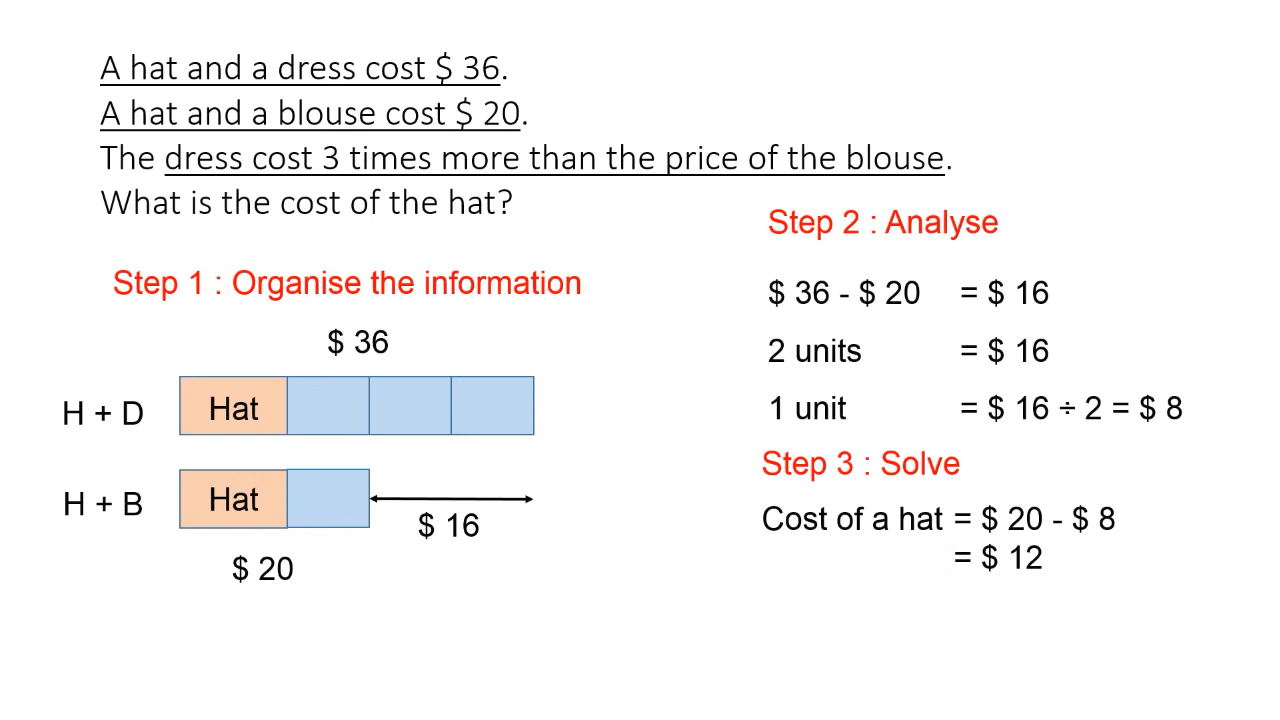 A hat and a dress cost $ 36.
A hat and a blouse cost $ 20.
The dress cost 3 times more than the price of the blouse.
What is the cost of the hat?
Step 1 : Organise the information
$ 36
H + D
Hat
H + B
Hat
$ 16
$ 20
Step 2 : Analyse
$ 36 - $ 20 = $ 16
2 units = $ 16
1 unit = $ 16 ÷ 2 = $ 8
Step 3 : Solve
Cost of a hat = $ 20 - $ 8
= $ 12